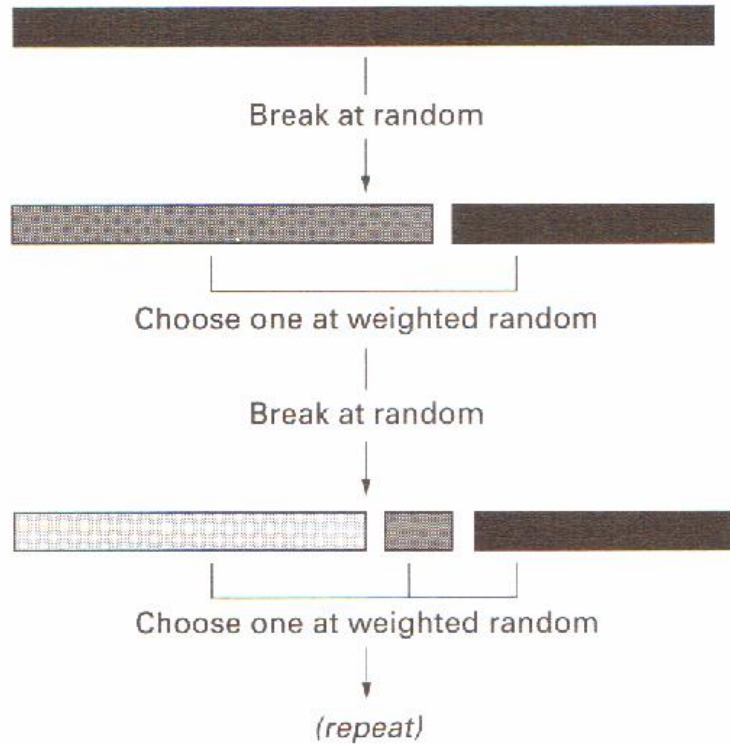 Break at random
Choose one at weighted random
Break at random
Choose one at weighted random
(repeat)